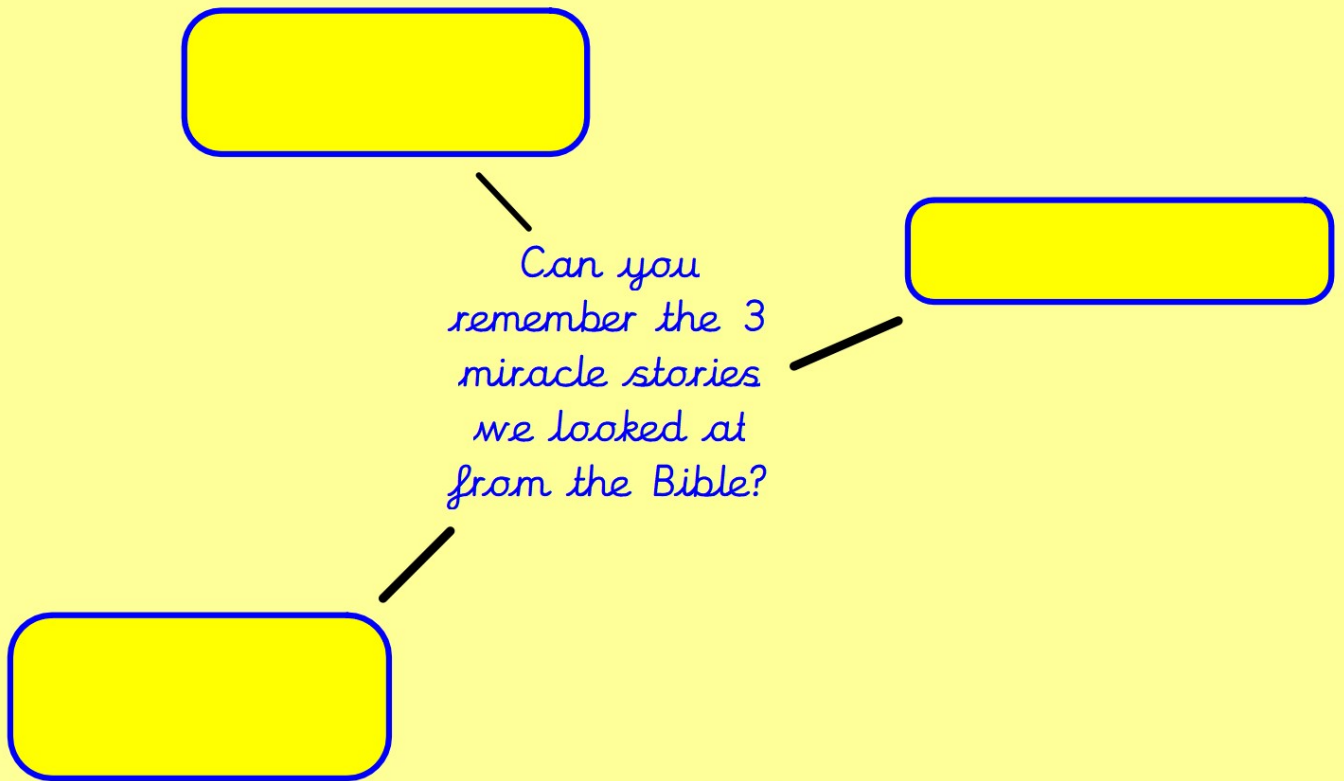 Can you
remember the 3
miracle stories
we looked at
from the Bible?